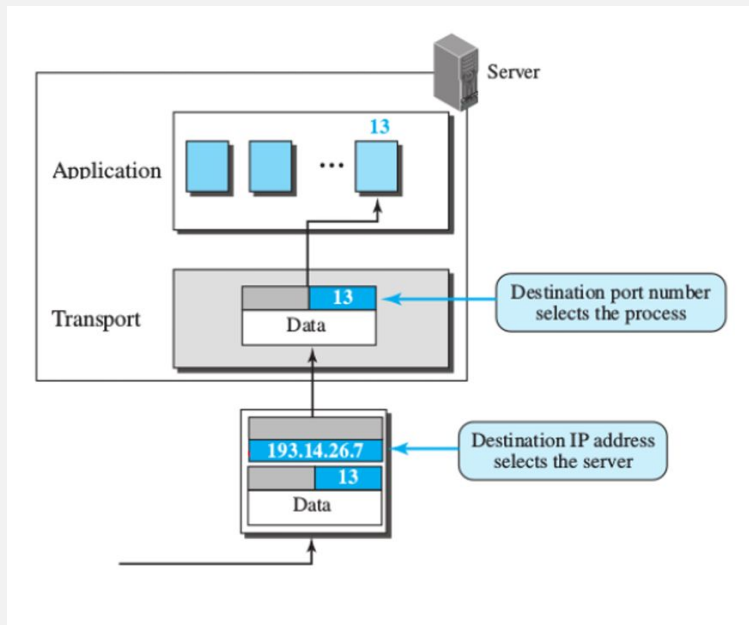 Server
13
Application
...
13
Transport
Data
Destination port number
selects the process
193.14.26.7
13
Data
Destination IP address
selects the server